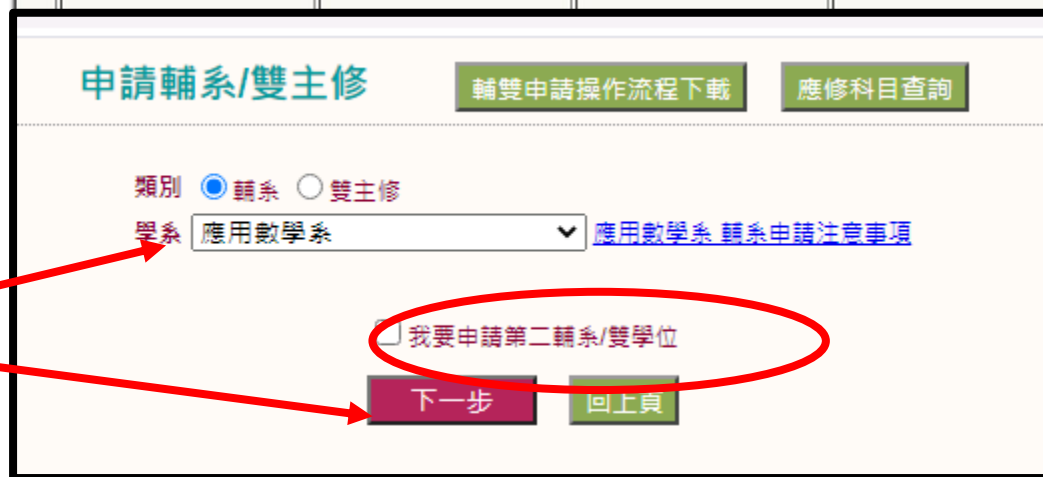 申請輔系/雙主修 輔雙申請操作流程下載 應修科目查詢
類別 輔系 雙主修
學系 應用數學系 應用數學系 輔系申請注意事項
我要申請第二輔系/雙學位
下一步 回上頁